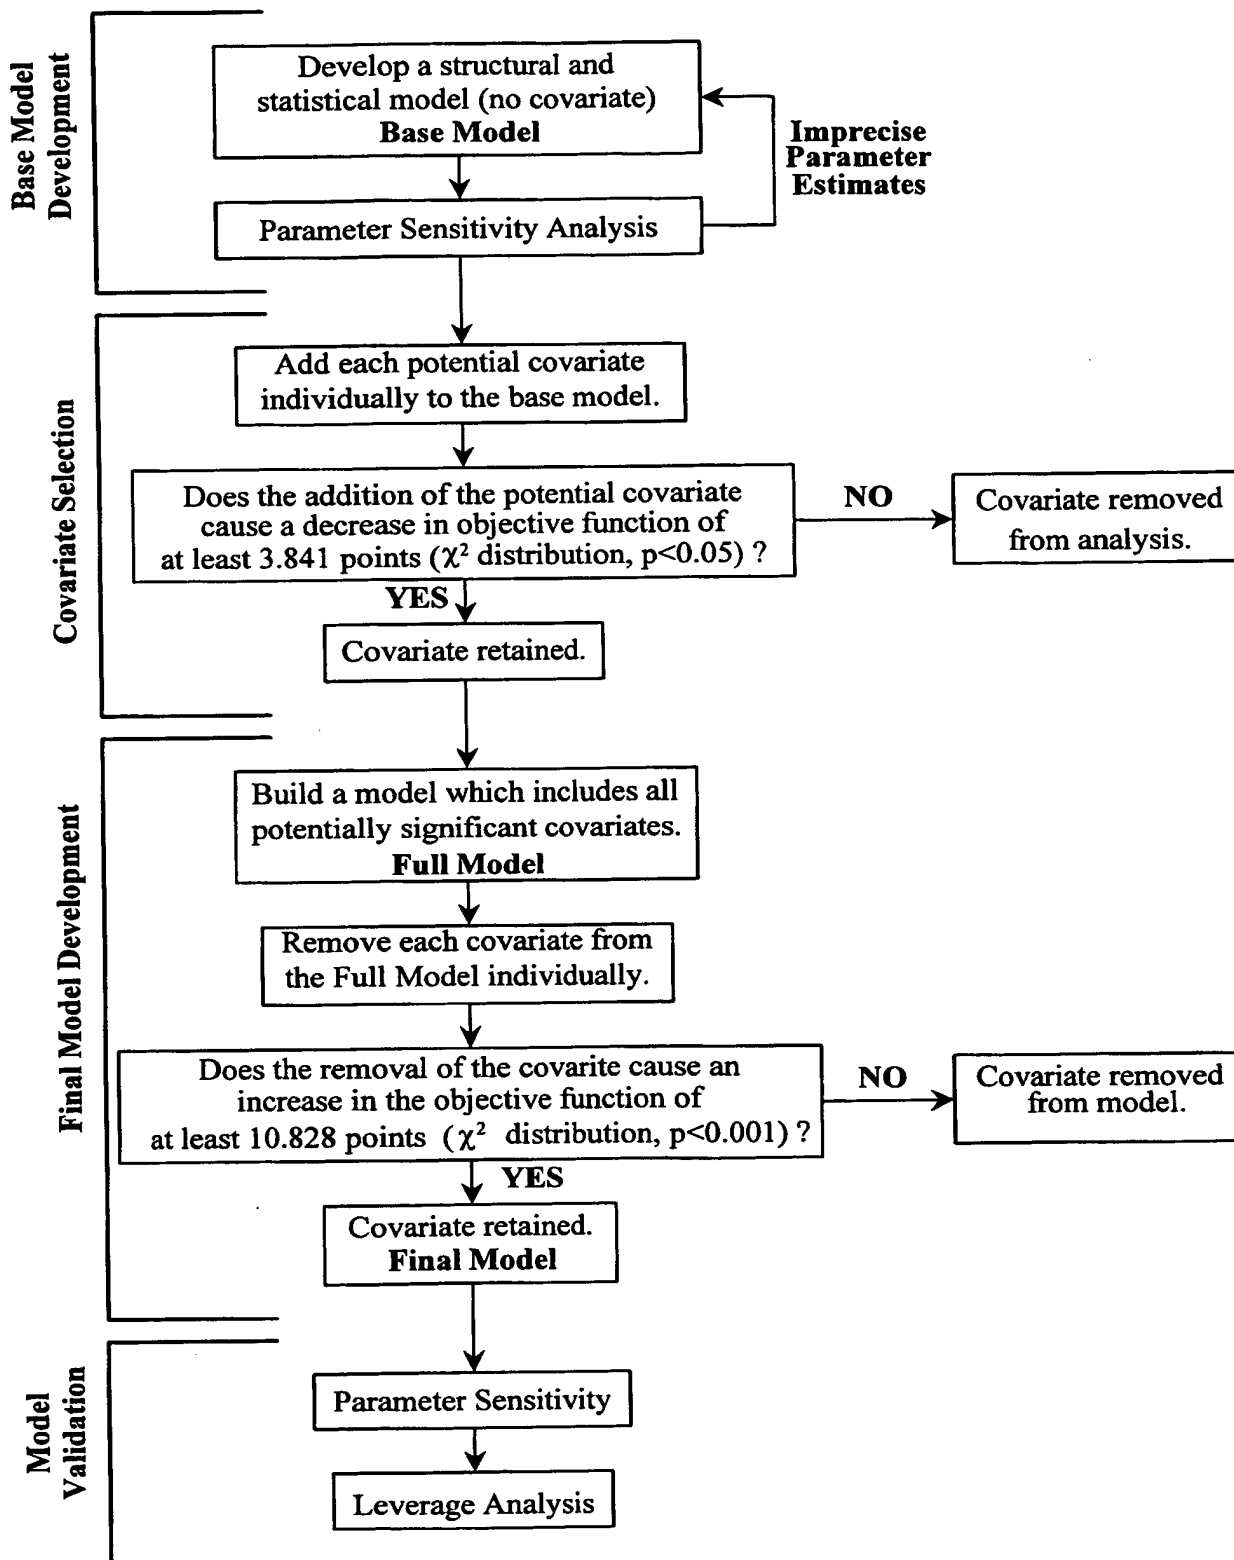 Base Model
Development
Develop a structural and
statistical model (no covariate)
Base Model
Imprecise
Parameter
Estimates
Parameter Sensitivity Analysis
Covariate Selection
Add each potential covariate
individually to the base model.
Does the addition of the potential covariate
cause a decrease in objective function of
at least 3.841 points (χ² distribution, p<0.05) ?
NO
Covariate removed
from analysis.
YES
Covariate retained.
Final Model Development
Build a model which includes all
potentially significant covariates.
Full Model
Remove each covariate from
the Full Model individually.
Does the removal of the covarite cause an
increase in the objective function of
at least 10.828 points (χ² distribution, p<0.001) ?
NO
Covariate removed
from model.
YES
Covariate retained.
Final Model
Model
Validation
Parameter Sensitivity
Leverage Analysis